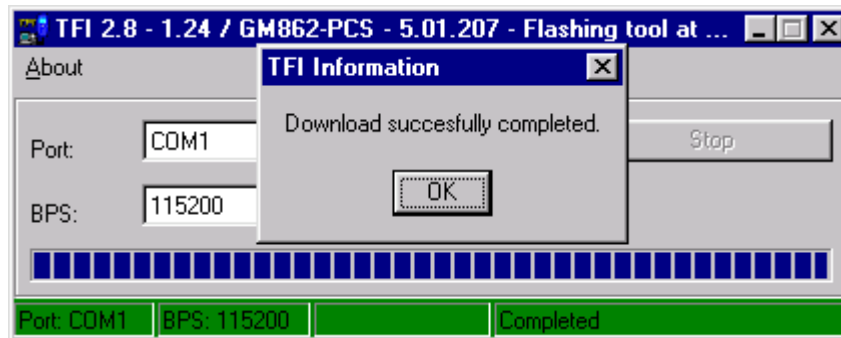 TFI 2.8 - 1.24 / GM862-PCS - 5.01.207 - Flashing tool at ...
About
TFI Information
Download succesfully completed.
OK
Port:
COM1
Stop
BPS:
115200
Port: COM1
BPS: 115200
Completed